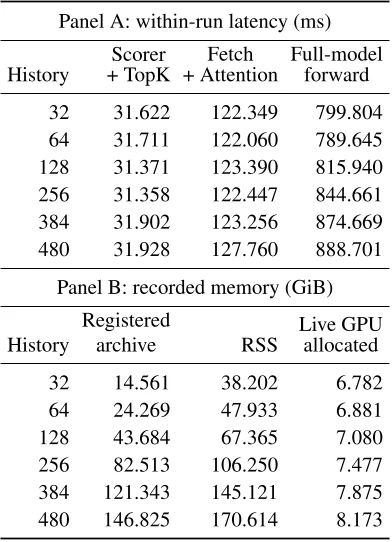 Panel A: within-run latency (ms)
Scorer Fetch Full-model
History + TopK + Attention forward
32 31.622 122.349 799.804
64 31.711 122.060 789.645
128 31.371 123.390 815.940
256 31.358 122.447 844.661
384 31.902 123.256 874.669
480 31.928 127.760 888.701
Panel B: recorded memory (GiB)
Registered Live GPU
History archive RSS allocated
32 14.561 38.202 6.782
64 24.269 47.933 6.881
128 43.684 67.365 7.080
256 82.513 106.250 7.477
384 121.343 145.121 7.875
480 146.825 170.614 8.173